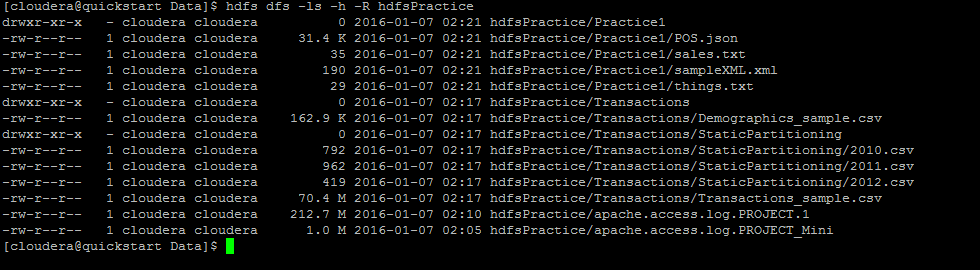 [cloudera@quickstart Data]$ hdfs dfs -ls -h -R hdfsPractice
drwxr-xr-x   - cloudera cloudera          0 2016-01-07 02:21 hdfsPractice/Practice1
-rw-r--r--   1 cloudera cloudera     31.4 K 2016-01-07 02:21 hdfsPractice/Practice1/POS.json
-rw-r--r--   1 cloudera cloudera         35 2016-01-07 02:21 hdfsPractice/Practice1/sales.txt
-rw-r--r--   1 cloudera cloudera        190 2016-01-07 02:21 hdfsPractice/Practice1/sampleXML.xml
-rw-r--r--   1 cloudera cloudera         29 2016-01-07 02:21 hdfsPractice/Practice1/things.txt
drwxr-xr-x   - cloudera cloudera          0 2016-01-07 02:17 hdfsPractice/Transactions
-rw-r--r--   1 cloudera cloudera    162.9 K 2016-01-07 02:17 hdfsPractice/Transactions/Demographics_sample.csv
drwxr-xr-x   - cloudera cloudera          0 2016-01-07 02:17 hdfsPractice/Transactions/StaticPartitioning
-rw-r--r--   1 cloudera cloudera        792 2016-01-07 02:17 hdfsPractice/Transactions/StaticPartitioning/2010.csv
-rw-r--r--   1 cloudera cloudera        962 2016-01-07 02:17 hdfsPractice/Transactions/StaticPartitioning/2011.csv
-rw-r--r--   1 cloudera cloudera        419 2016-01-07 02:17 hdfsPractice/Transactions/StaticPartitioning/2012.csv
-rw-r--r--   1 cloudera cloudera     70.4 M 2016-01-07 02:17 hdfsPractice/Transactions/Transactions_sample.csv
-rw-r--r--   1 cloudera cloudera    212.7 M 2016-01-07 02:10 hdfsPractice/apache.access.log.PROJECT.1
-rw-r--r--   1 cloudera cloudera      1.0 M 2016-01-07 02:05 hdfsPractice/apache.access.log.PROJECT_Mini
[cloudera@quickstart Data]$